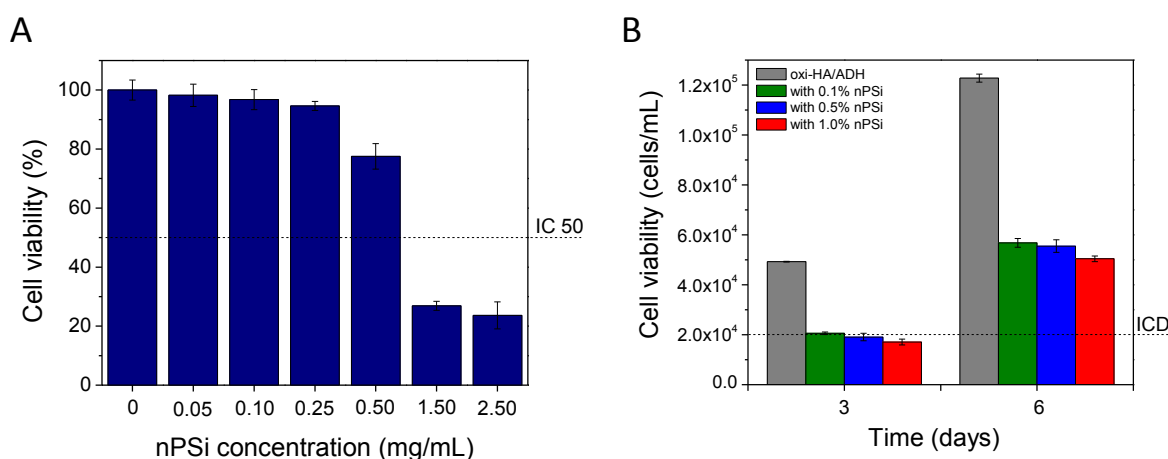 A
Cell viability (%)
100
80
60
40
20
0
IC 50
0 0.05 0.10 0.25 0.50 1.50 2.50
nPSi concentration (mg/mL)
B
Cell viability (cells/mL)
1.2x10⁵
1.0x10⁵
8.0x10⁴
6.0x10⁴
4.0x10⁴
2.0x10⁴
0.0
oxi-HA/ADH
with 0.1% nPSi
with 0.5% nPSi
with 1.0% nPSi
ICD
3 6
Time (days)